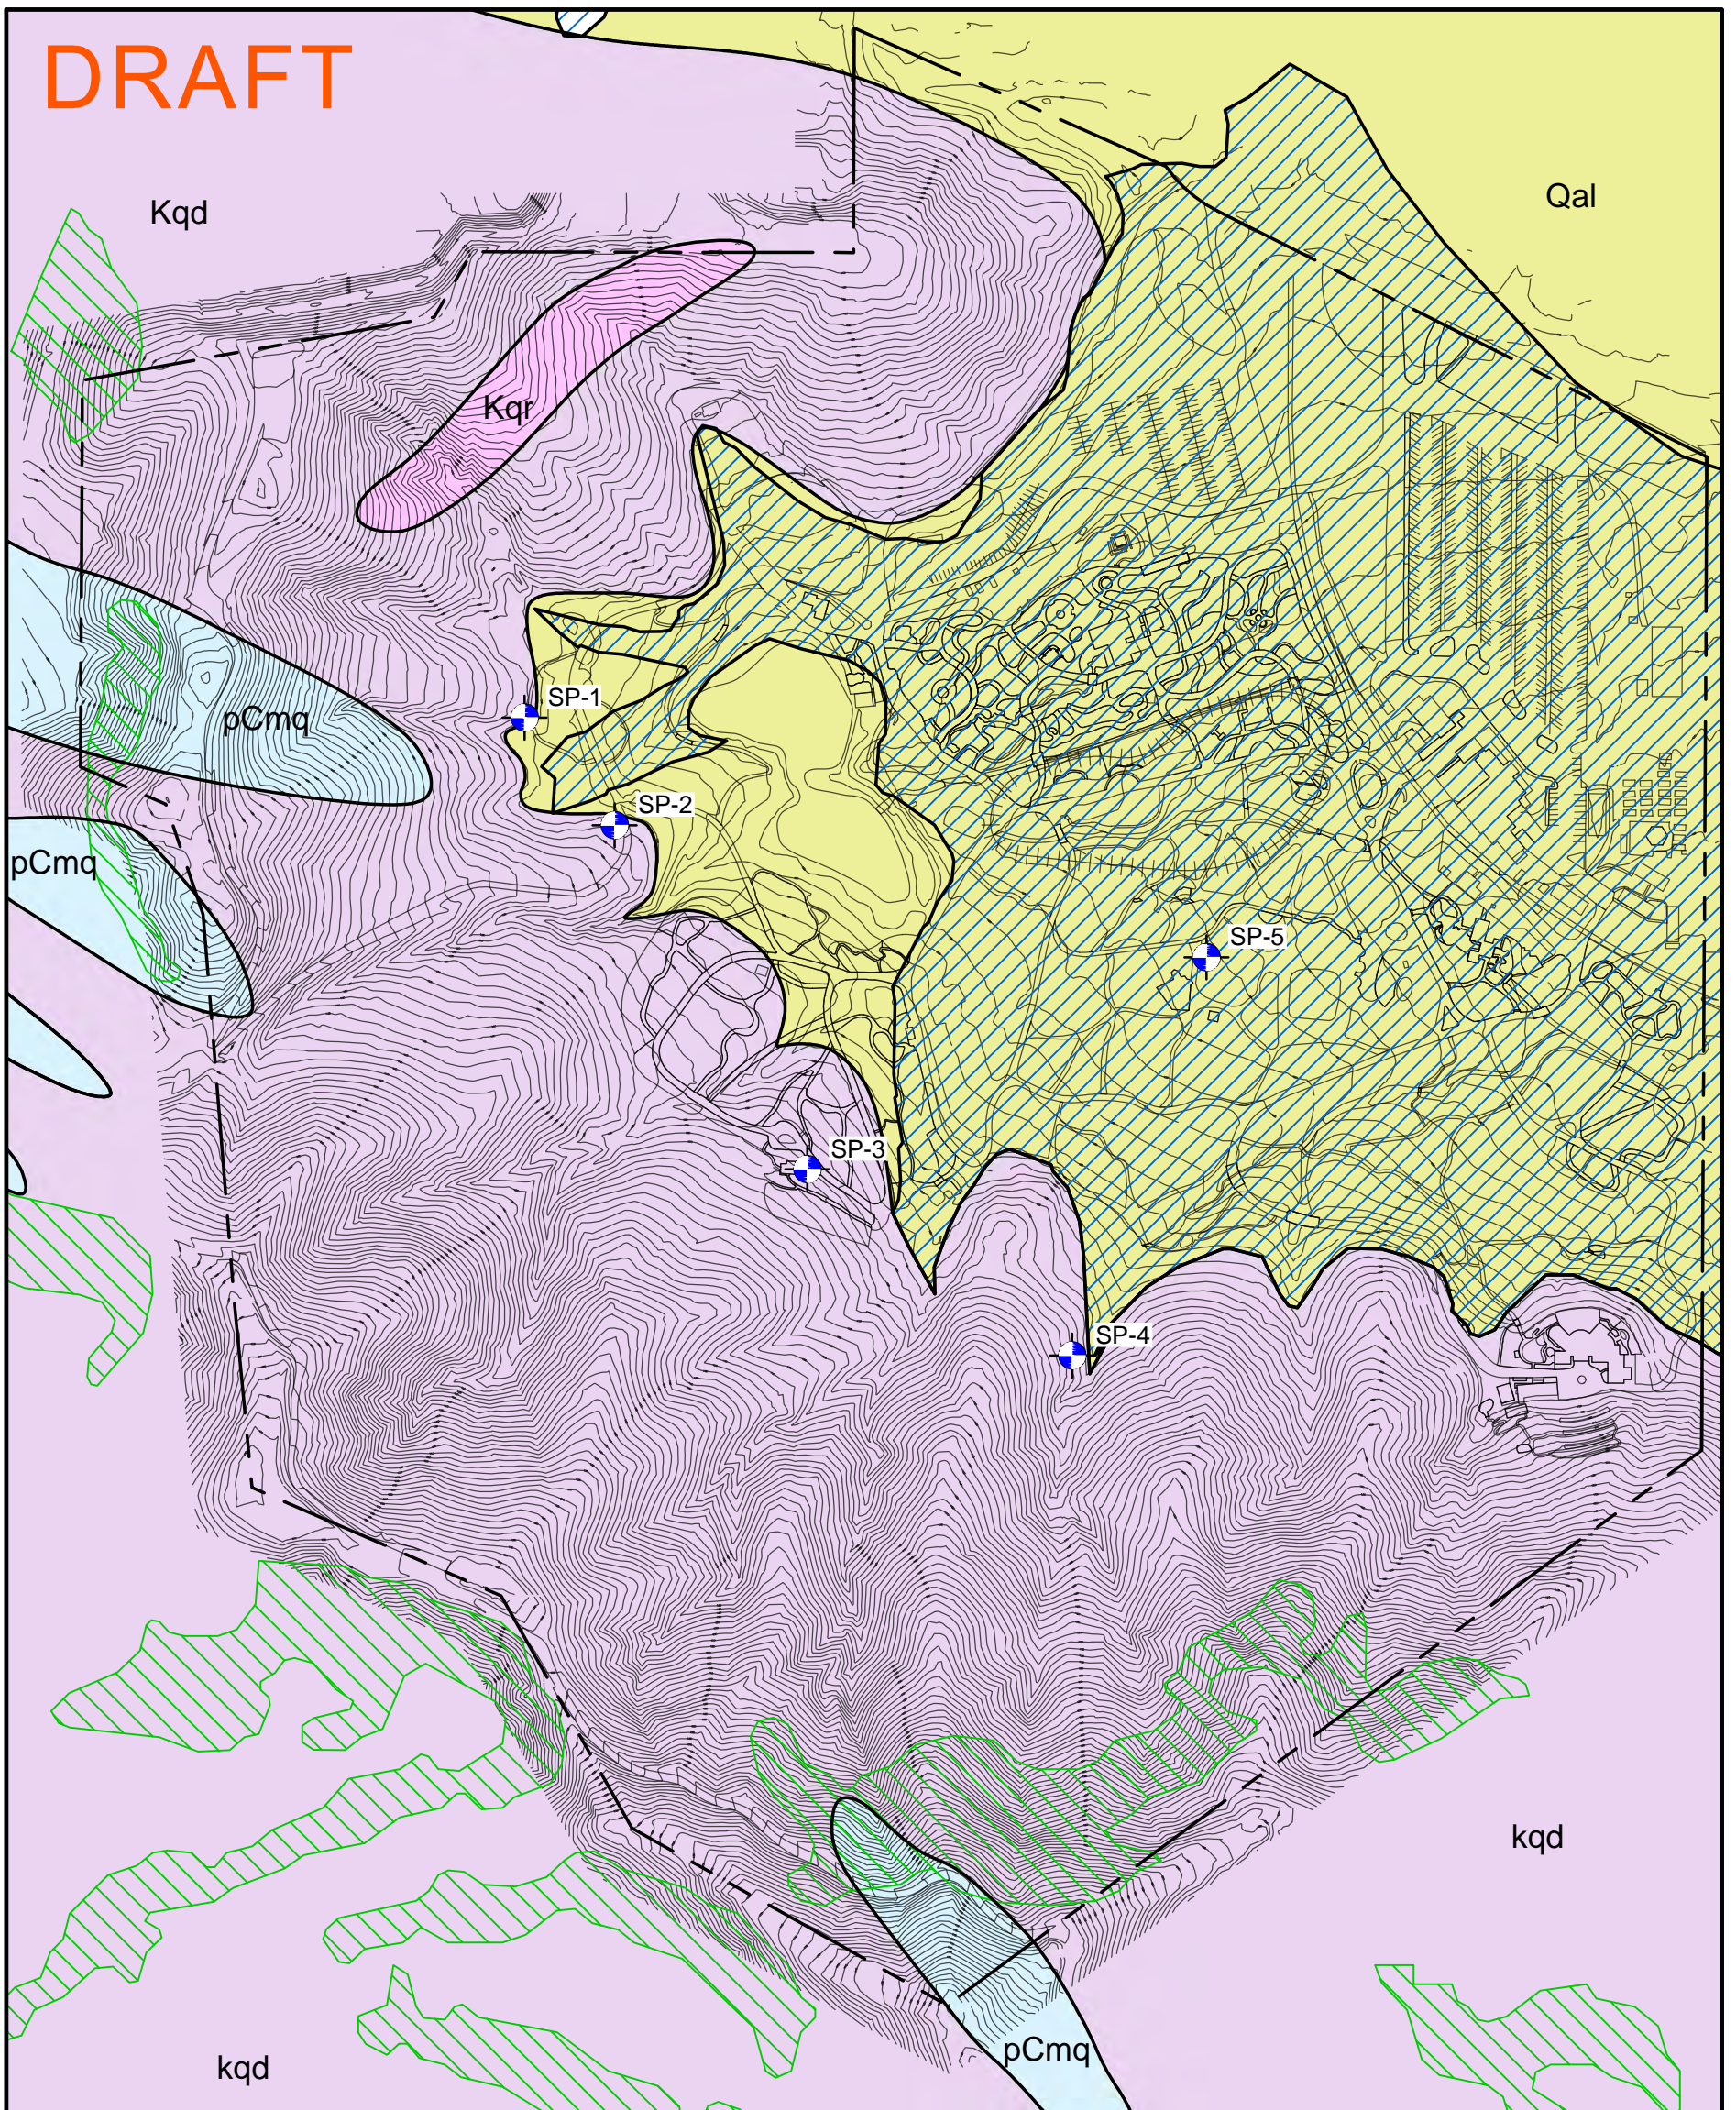 DRAFT
Kqd
Qal
Kqr
SP-1
pCmq
SP-2
pCmq
SP-5
SP-3
SP-4
kqd
pCmq
kqd